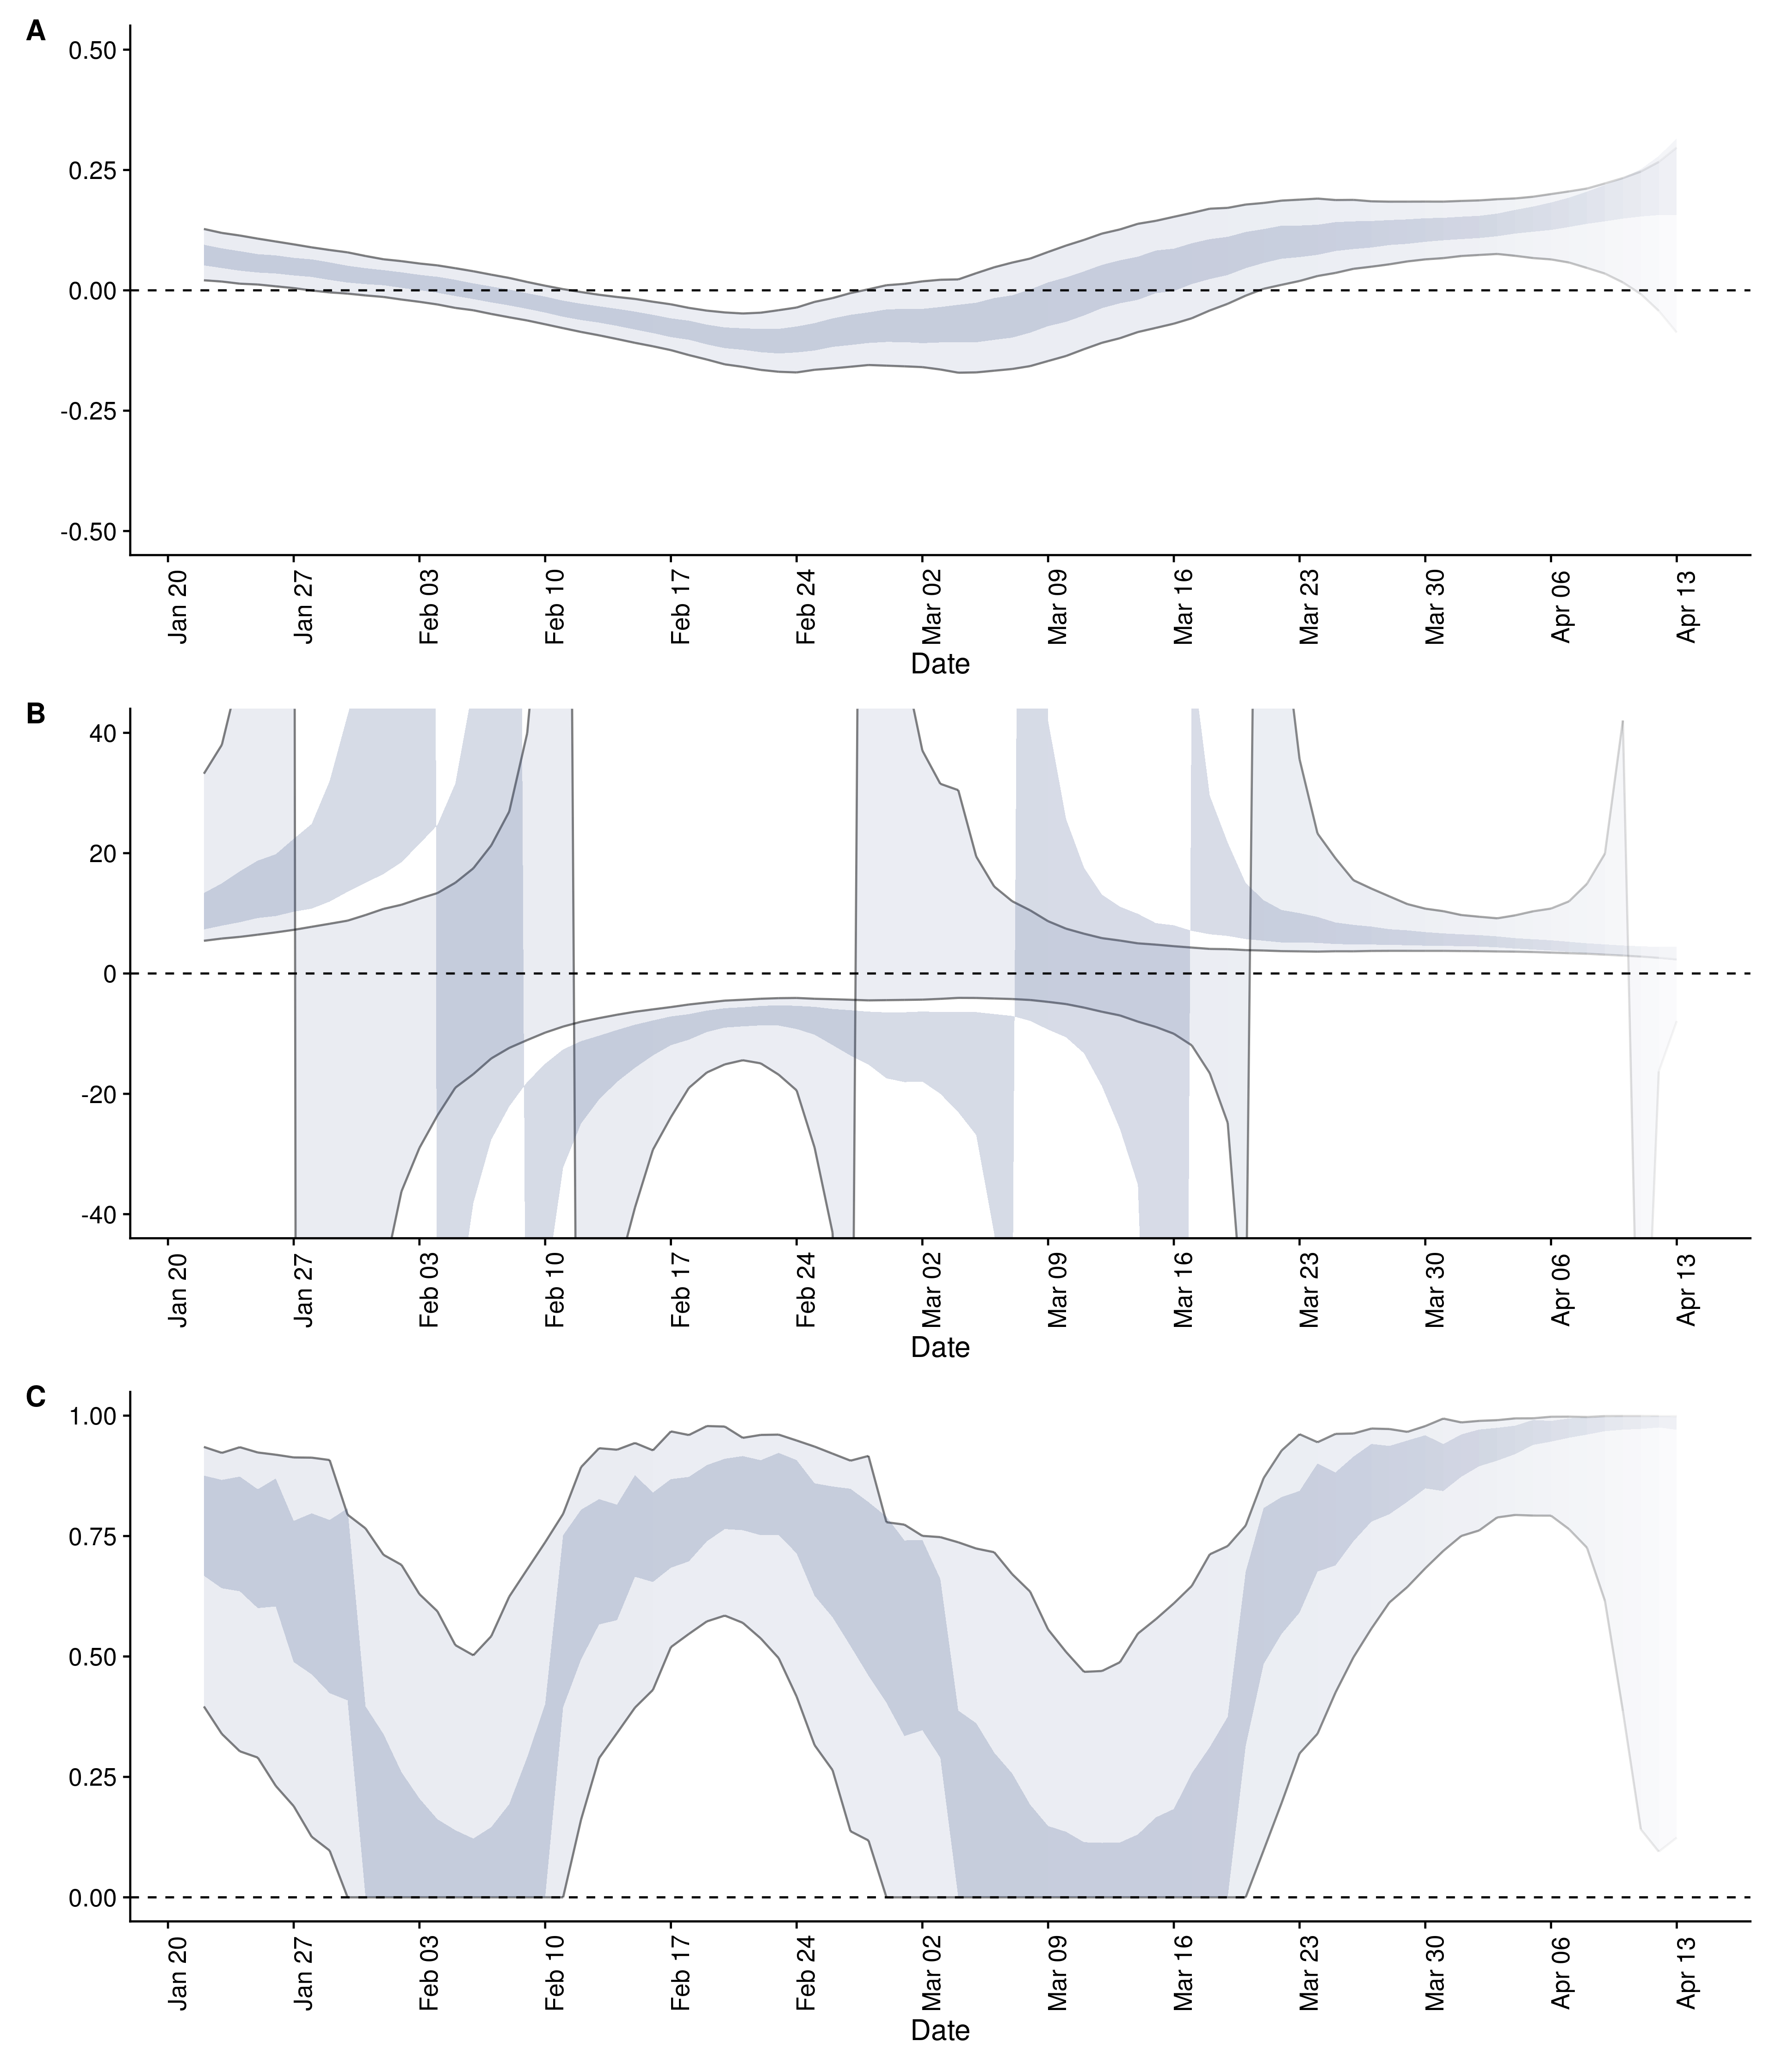 A
0.50
0.25
0.00
-0.25
-0.50
Jan 20
Jan 27
Feb 03
Feb 10
Feb 17
Feb 24
Mar 02
Mar 09
Mar 16
Mar 23
Mar 30
Apr 06
Apr 13
Date
B
40
20
0
-20
-40
Jan 20
Jan 27
Feb 03
Feb 10
Feb 17
Feb 24
Mar 02
Mar 09
Mar 16
Mar 23
Mar 30
Apr 06
Apr 13
Date
C
1.00
0.75
0.50
0.25
0.00
Jan 20
Jan 27
Feb 03
Feb 10
Feb 17
Feb 24
Mar 02
Mar 09
Mar 16
Mar 23
Mar 30
Apr 06
Apr 13
Date